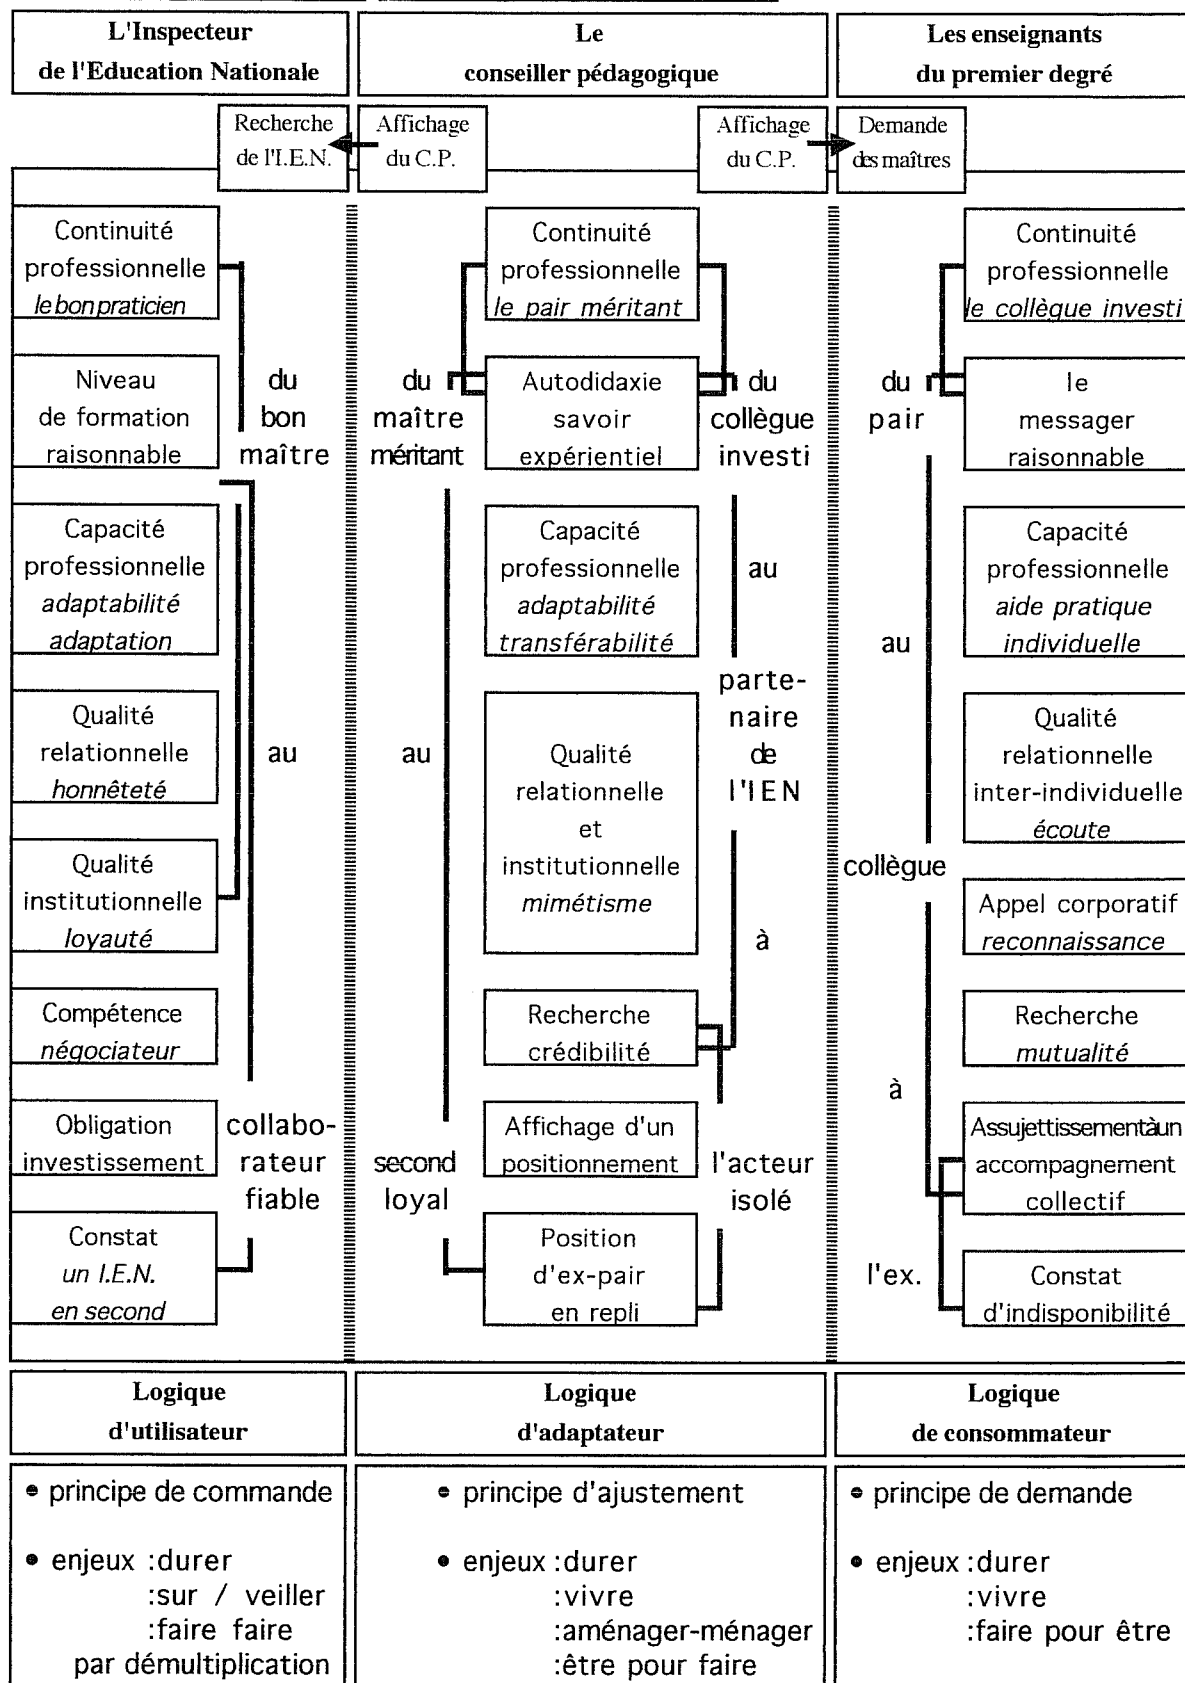 L'Inspecteur
de l'Education Nationale
Le
conseiller pédagogique
Les enseignants
du premier degré
Recherche
de l'I.E.N.
Affichage
du C.P.
Affichage
du C.P.
Demande
des maîtres
Continuité
professionnelle
le bon praticien
Niveau
de formation
raisonnable
Capacité
professionnelle
adaptabilité
adaptation
Qualité
relationnelle
honnêteté
Qualité
institutionnelle
loyauté
Compétence
négociateur
Obligation
investissement
Constat
un I.E.N.
en second
du
bon
maître
au
collabo-
rateur
fiable
du
maître
méritant
au
second
loyal
Continuité
professionnelle
le pair méritant
Autodidaxie
savoir
expérientiel
Capacité
professionnelle
adaptabilité
transférabilité
Qualité
relationnelle
et
institutionnelle
mimétisme
Recherche
crédibilité
Affichage d'un
positionnement
Position
d'ex-pair
en repli
du
collègue
investi
au
parte-
naire
de
l'IEN
à
l'acteur
isolé
du
pair
au
collègue
à
l'ex.
Continuité
professionnelle
le collègue investi
le
messager
raisonnable
Capacité
professionnelle
aide pratique
individuelle
Qualité
relationnelle
inter-individuelle
écoute
Appel corporatif
reconnaissance
Recherche
mutualité
Assujettissement à un
accompagnement
collectif
Constat
d'indisponibilité
Logique
d'utilisateur
Logique
d'adaptateur
Logique
de consommateur
• principe de commande
• enjeux :durer
:sur / veiller
:faire faire
par démultiplication
• principe d'ajustement
• enjeux :durer
:vivre
:aménager-ménager
:être pour faire
• principe de demande
• enjeux :durer
:vivre
:faire pour être